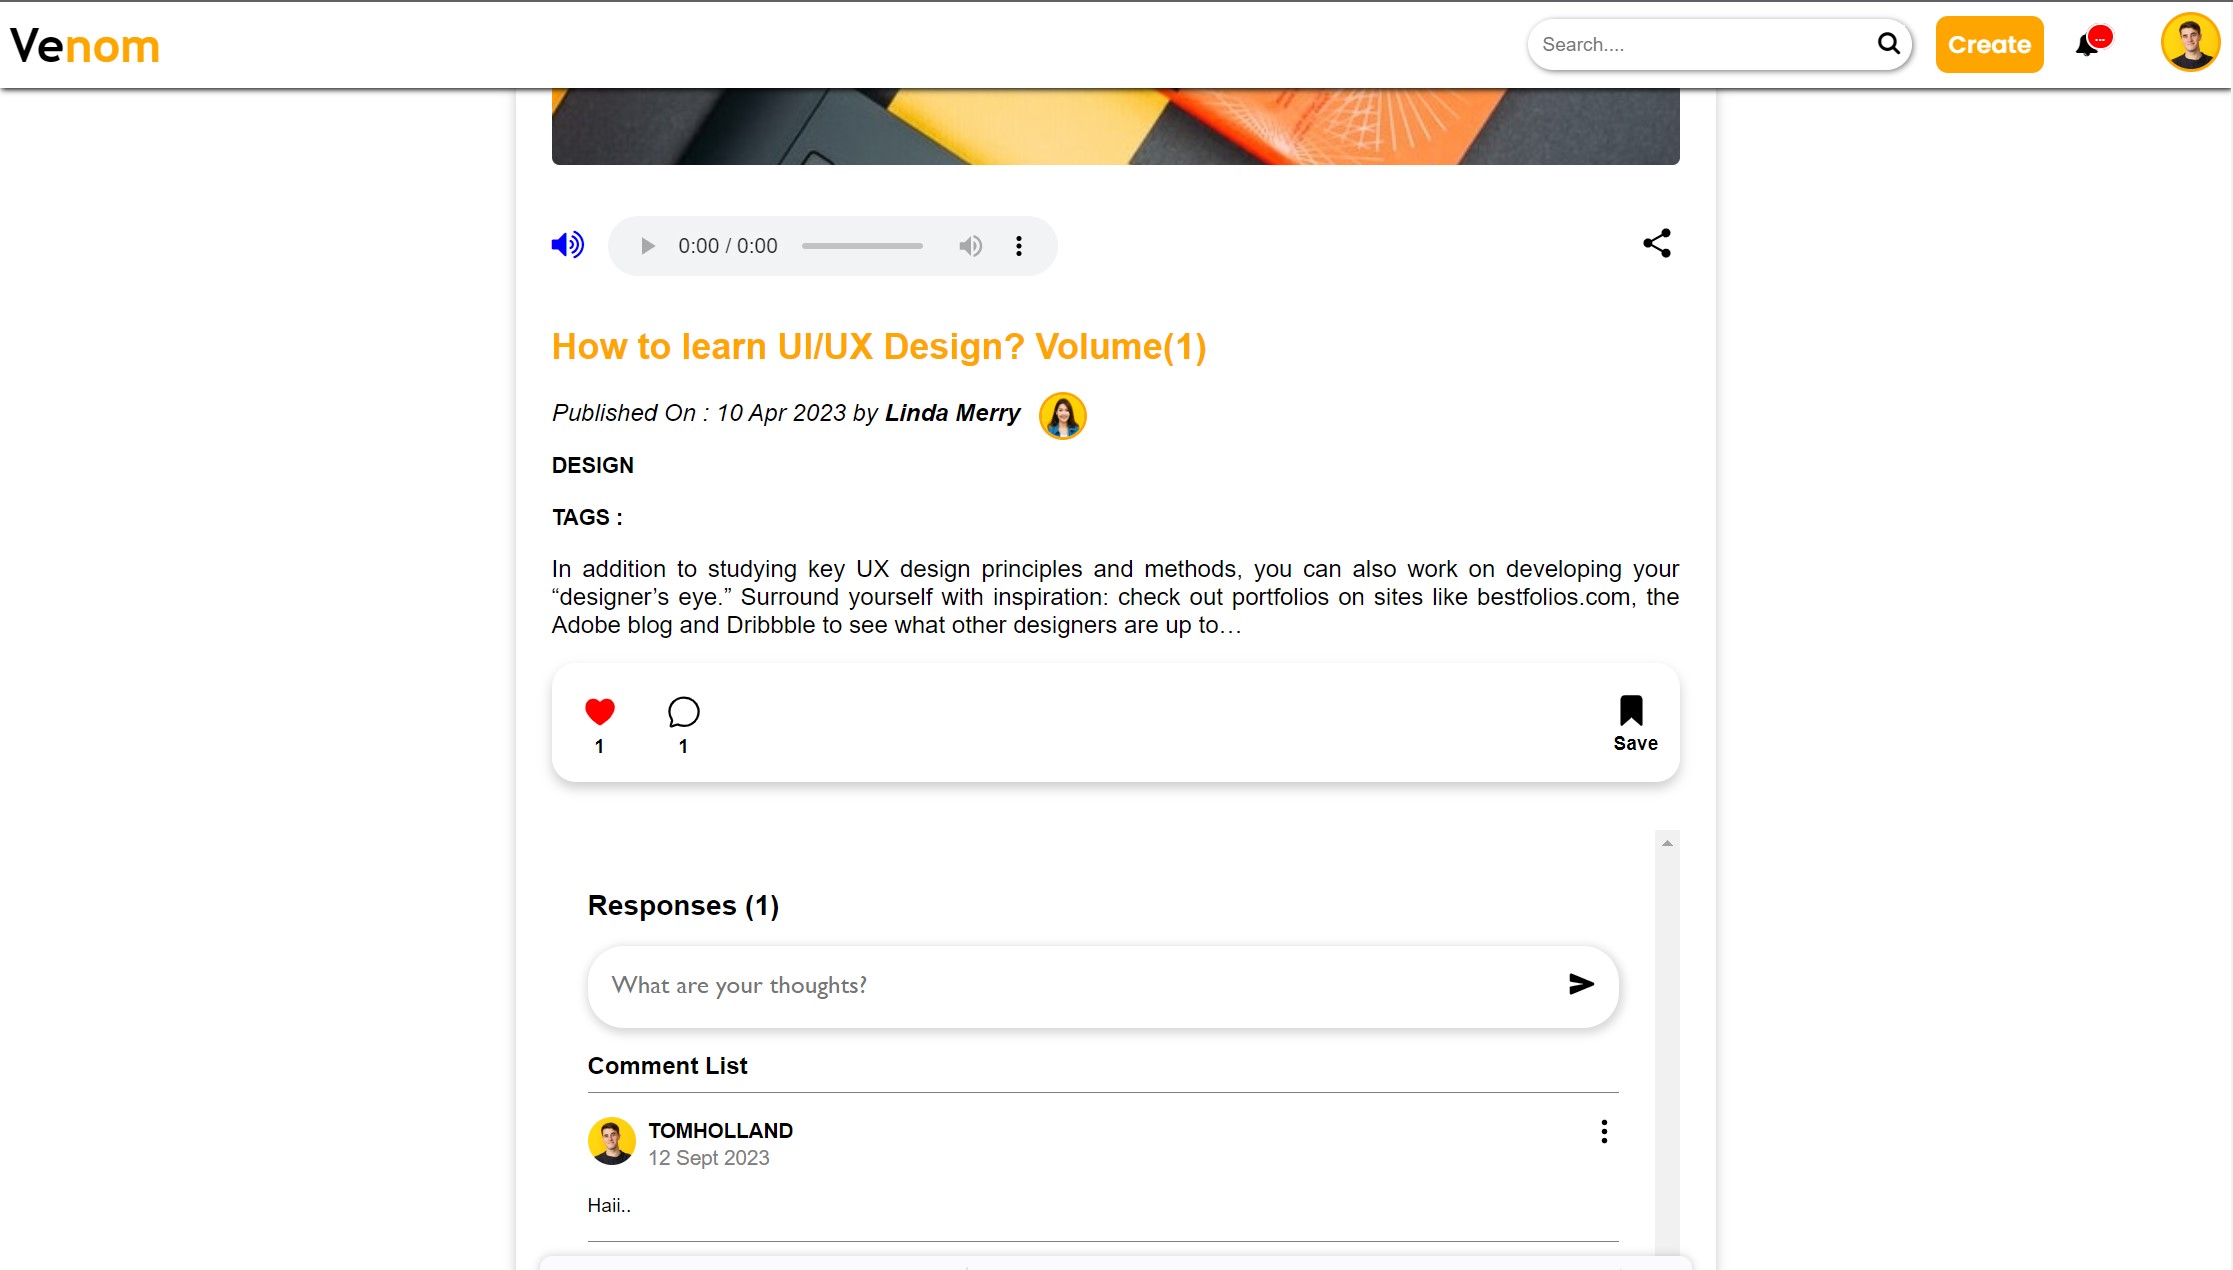 Venom
Search....
Create
...
0:00 / 0:00
How to learn UI/UX Design? Volume(1)
Published On : 10 Apr 2023 by Linda Merry
DESIGN
TAGS :
In addition to studying key UX design principles and methods, you can also work on developing your
“designer’s eye.” Surround yourself with inspiration: check out portfolios on sites like bestfolios.com, the
Adobe blog and Dribbble to see what other designers are up to…
1
1
Save
Responses (1)
What are your thoughts?
Comment List
TOMHOLLAND
12 Sept 2023
Haii..